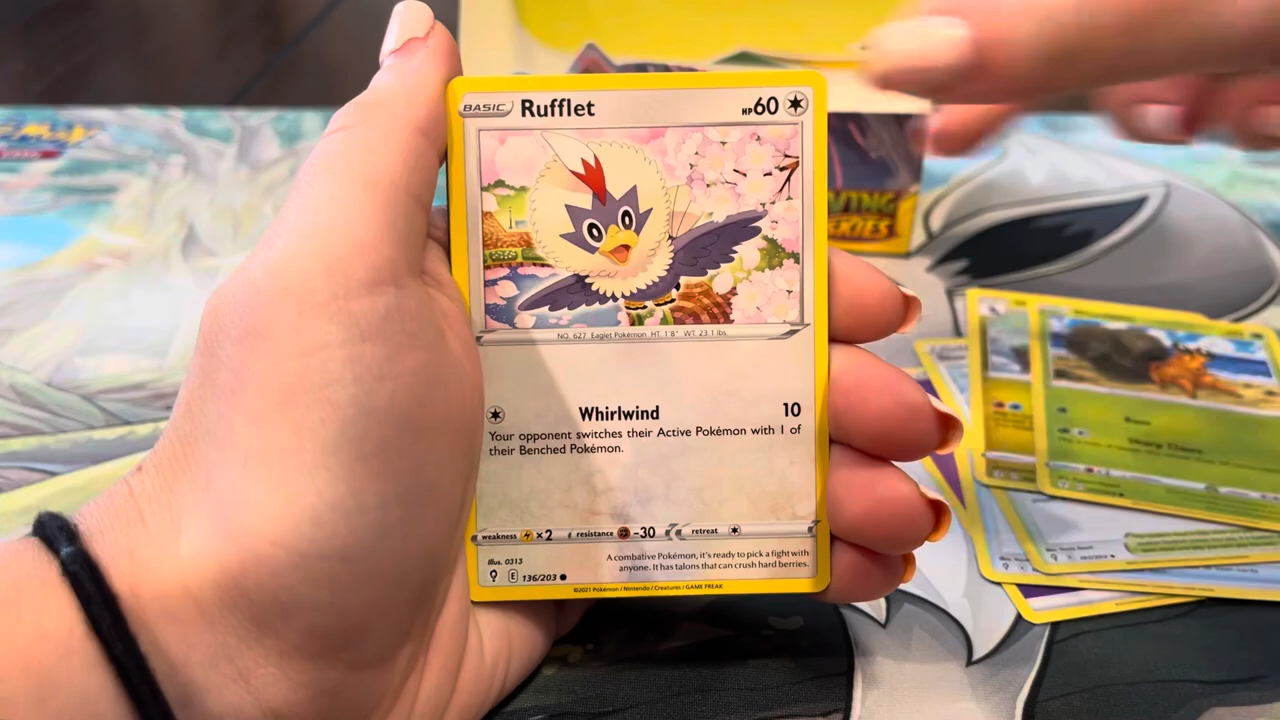 BASIC Rufflet HP60
NO. 627 Eaglet Pokémon HT. 1'8" WT. 23.1 lbs.
Whirlwind 10
Your opponent switches their Active Pokémon with 1 of
their Benched Pokémon.
weakness ×2 resistance -30 retreat
Illus. 0313
A combative Pokémon, it's ready to pick a fight with
anyone. It has talons that can crush hard berries.
E 136/203
©2021 Pokémon / Nintendo / Creatures / GAME FREAK
VING
KIES